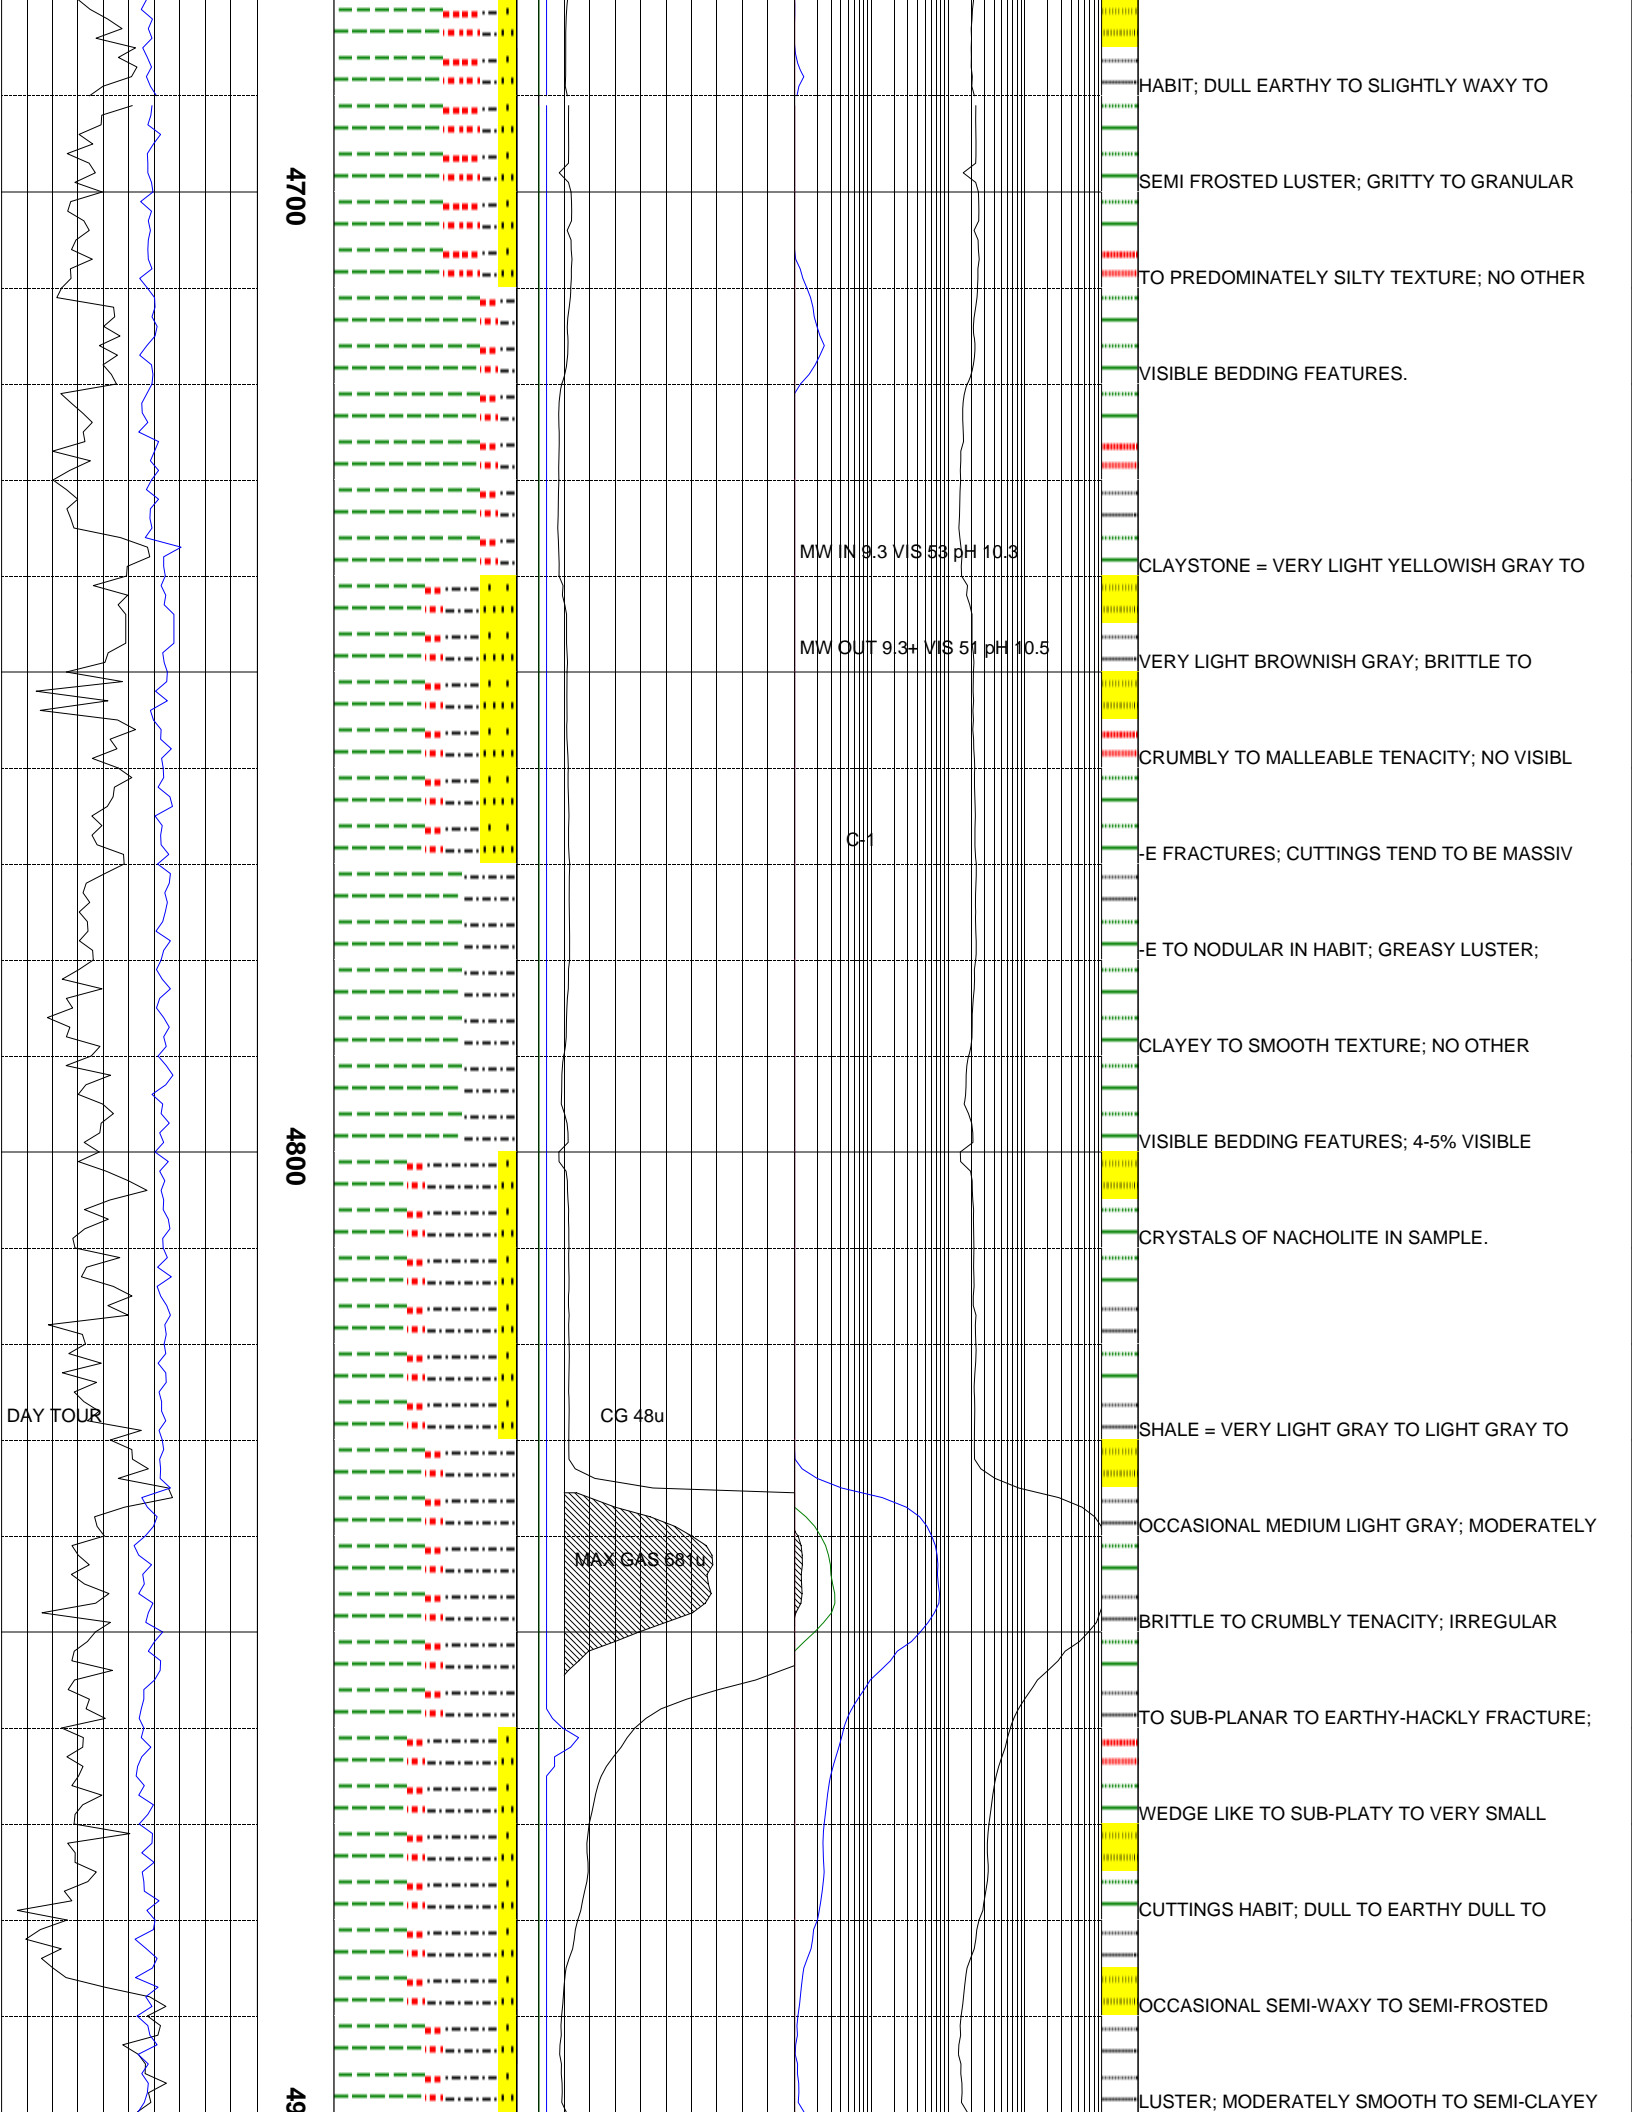 HABIT; DULL EARTHY TO SLIGHTLY WAXY TO
4700
SEMI FROSTED LUSTER; GRITTY TO GRANULAR
TO PREDOMINATELY SILTY TEXTURE; NO OTHER
VISIBLE BEDDING FEATURES.
MW IN 9.3 VIS 53 pH 10.3
CLAYSTONE = VERY LIGHT YELLOWISH GRAY TO
MW OUT 9.3+ VIS 51 pH 10.5
VERY LIGHT BROWNISH GRAY; BRITTLE TO
CRUMBLY TO MALLEABLE TENACITY; NO VISIBL
C-1
-E FRACTURES; CUTTINGS TEND TO BE MASSIV
-E TO NODULAR IN HABIT; GREASY LUSTER;
CLAYEY TO SMOOTH TEXTURE; NO OTHER
4800
VISIBLE BEDDING FEATURES; 4-5% VISIBLE
CRYSTALS OF NACHOLITE IN SAMPLE.
DAY TOUR
CG 48u
SHALE = VERY LIGHT GRAY TO LIGHT GRAY TO
OCCASIONAL MEDIUM LIGHT GRAY; MODERATELY
MAX GAS 681u
BRITTLE TO CRUMBLY TENACITY; IRREGULAR
TO SUB-PLANAR TO EARTHY-HACKLY FRACTURE;
WEDGE LIKE TO SUB-PLATY TO VERY SMALL
CUTTINGS HABIT; DULL TO EARTHY DULL TO
OCCASIONAL SEMI-WAXY TO SEMI-FROSTED
49
LUSTER; MODERATELY SMOOTH TO SEMI-CLAYEY